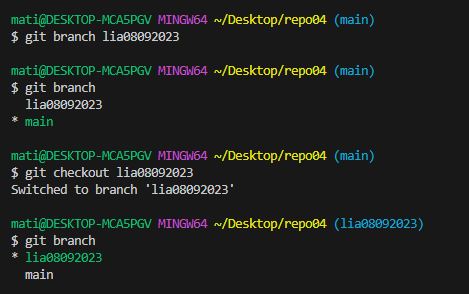 mati@DESKTOP-MCA5PGV MINGW64 ~/Desktop/repo04 (main)
$ git branch lia08092023
mati@DESKTOP-MCA5PGV MINGW64 ~/Desktop/repo04 (main)
$ git branch
  lia08092023
* main
mati@DESKTOP-MCA5PGV MINGW64 ~/Desktop/repo04 (main)
$ git checkout lia08092023
Switched to branch 'lia08092023'
mati@DESKTOP-MCA5PGV MINGW64 ~/Desktop/repo04 (lia08092023)
$ git branch
* lia08092023
  main